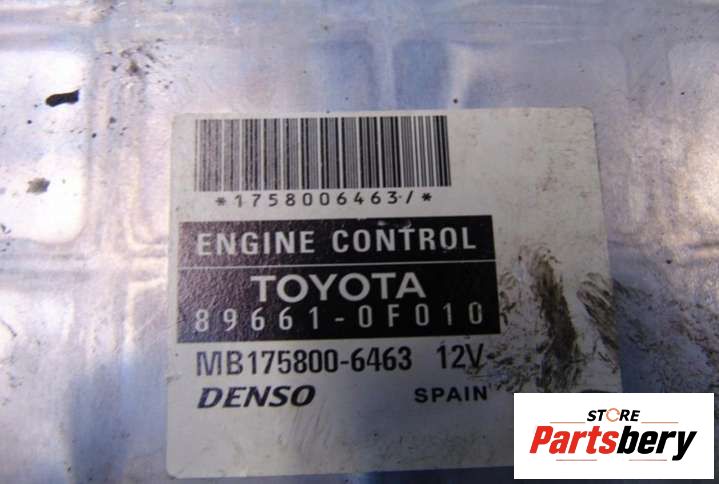 *1758006463/*
ENGINE CONTROL
TOYOTA
89661-0F010
MB175800-6463 12V
DENSO SPAIN
STORE
Partsbery